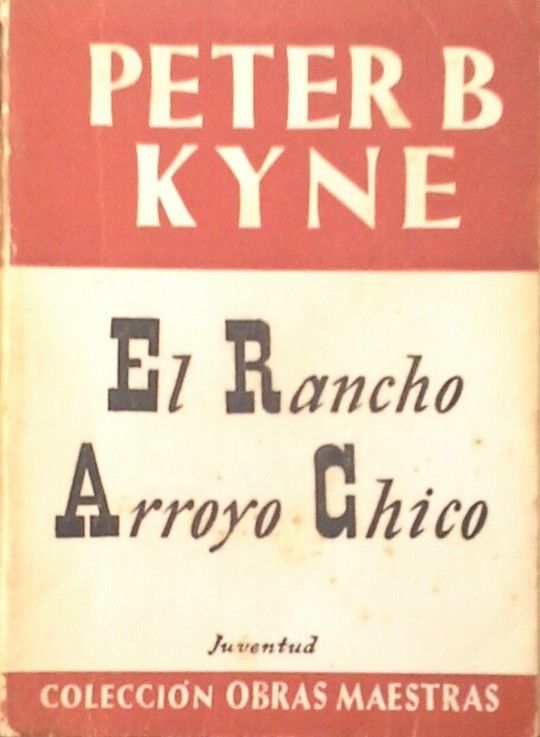 PETER B
KYNE
El Rancho
Arroyo Chico
Juventud
COLECCIÓN OBRAS MAESTRAS